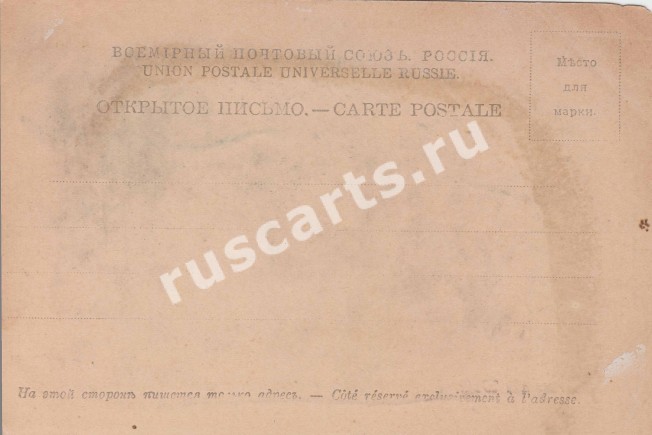 ВСЕМІРНЫЙ ПОЧТОВЫЙ СОЮЗЪ. РОССІЯ.
UNION POSTALE UNIVERSELLE RUSSIE.
ОТКРЫТОЕ ПИСЬМО.—CARTE POSTALE
Мѣсто
для
марки.
ruscarts.ru
На этой сторонѣ пишется только адресъ. — Côté réservé exclusivement à l'adresse.